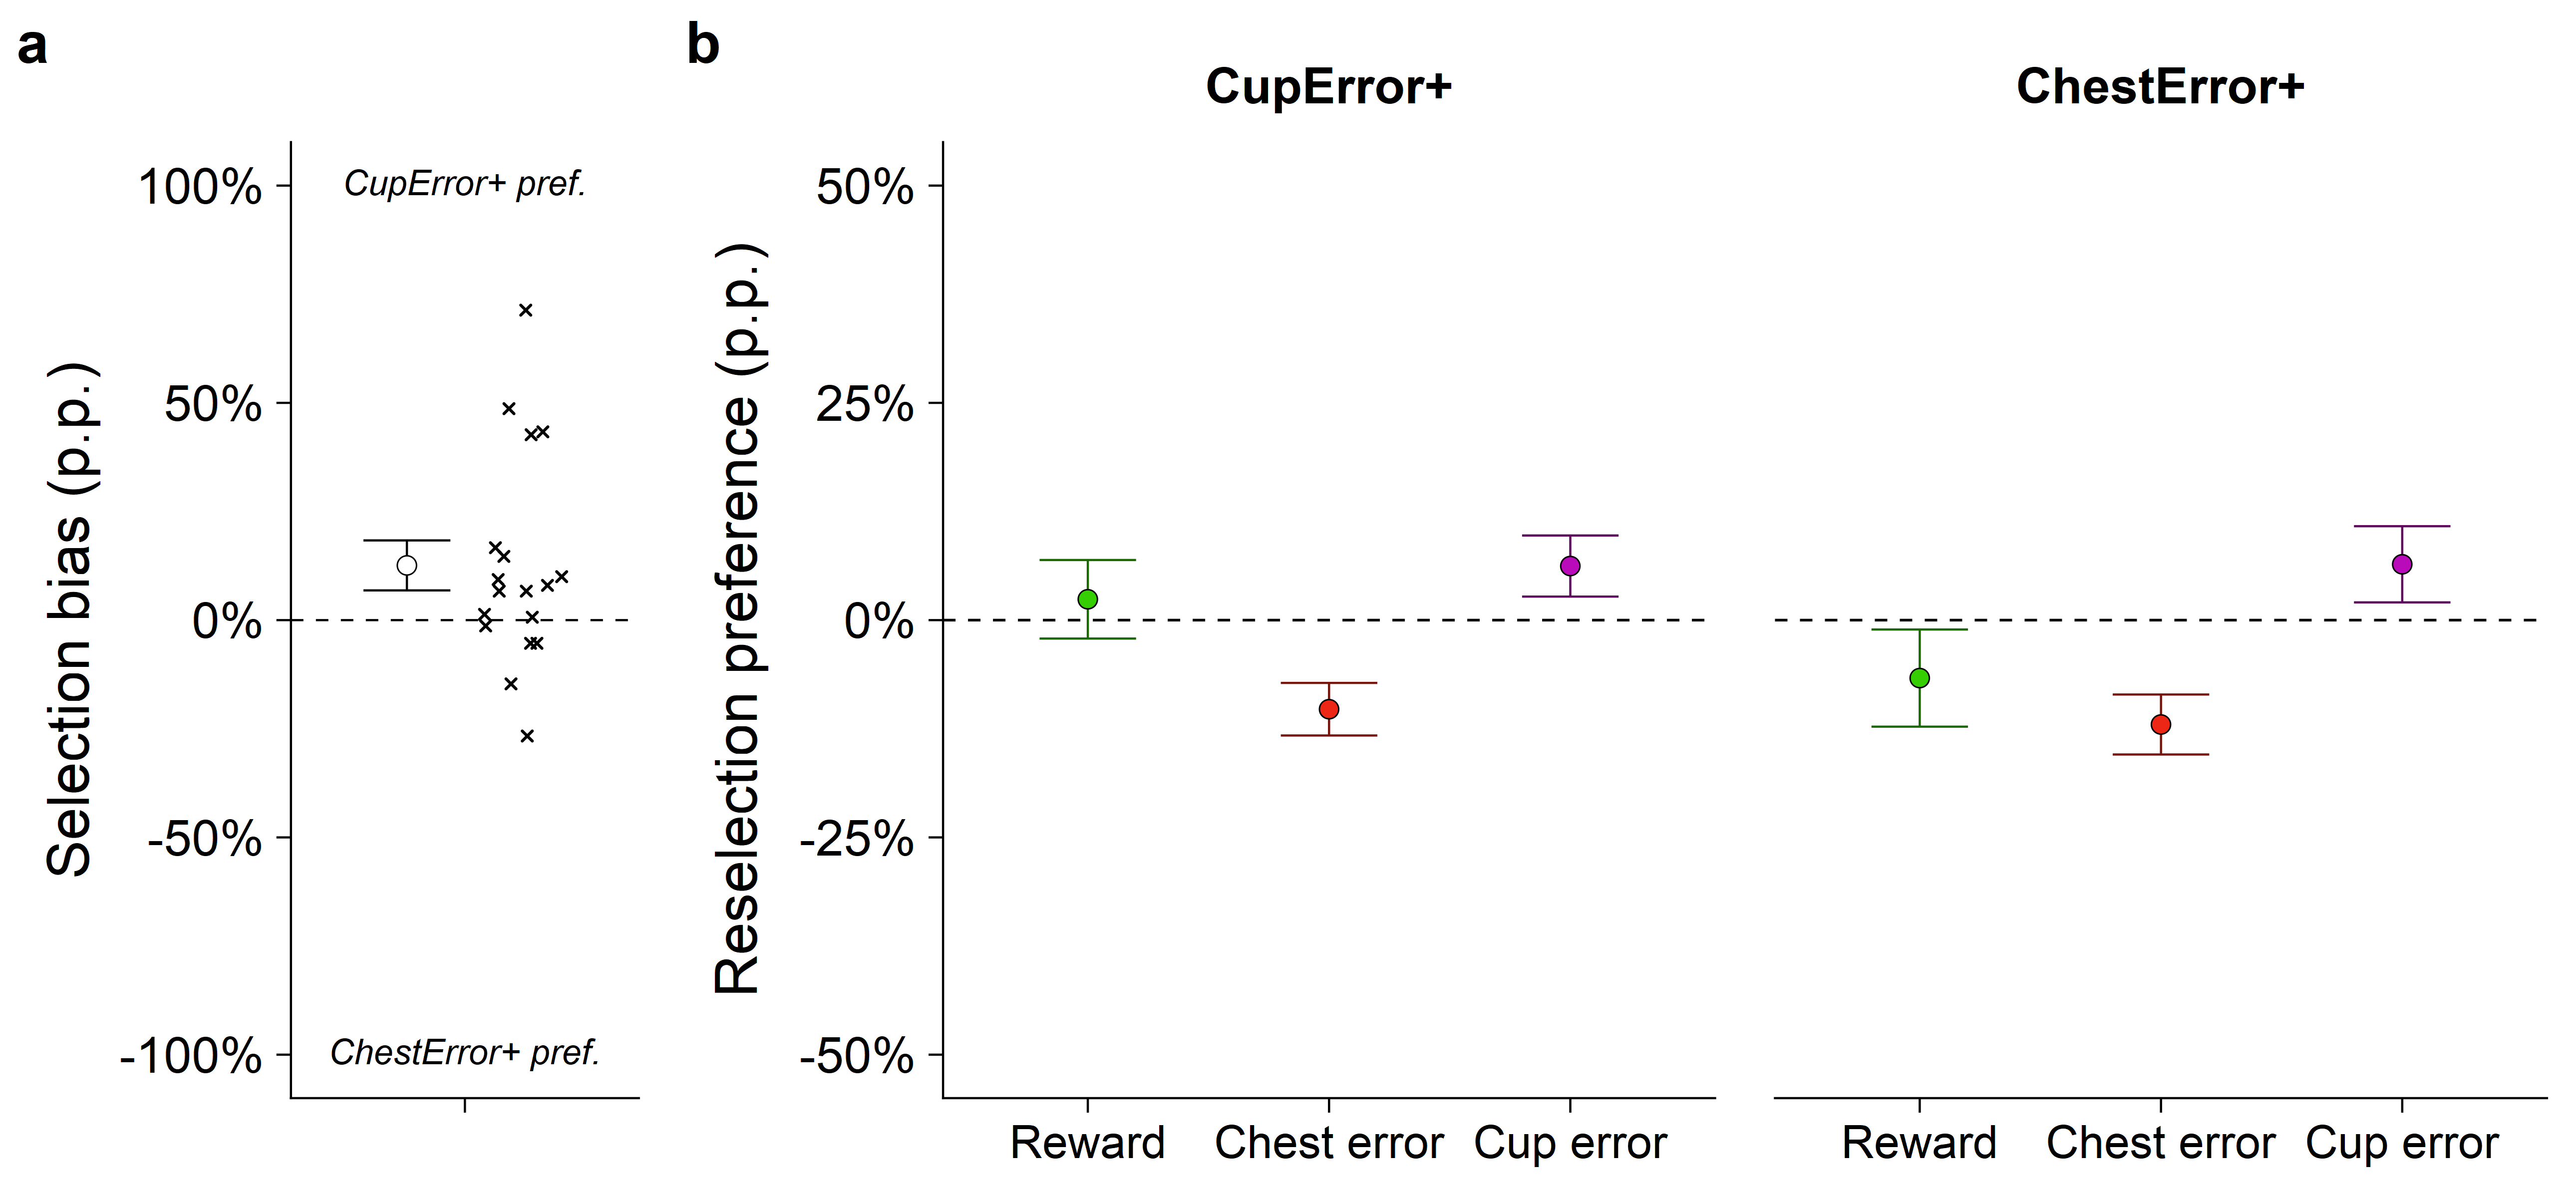 a
Selection bias (p.p.)
100%
50%
0%
-50%
-100%
CupError+ pref.
ChestError+ pref.
b
Reselection preference (p.p.)
50%
25%
0%
-25%
-50%
CupError+
Reward Chest error Cup error
ChestError+
Reward Chest error Cup error